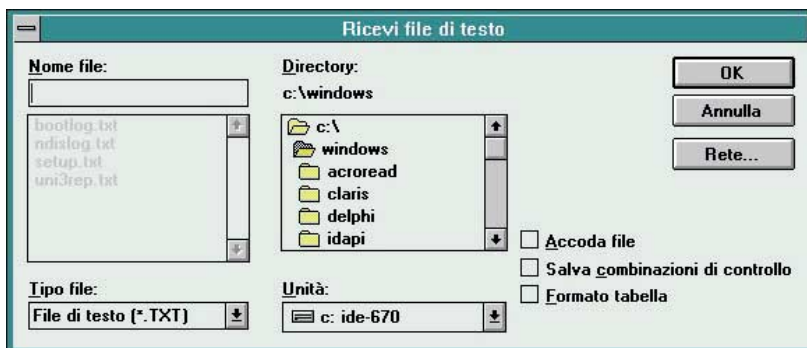 Ricevi file di testo
Nome file:
bootlog.txt
ndislog.txt
setup.txt
uni3rep.txt
Tipo file:
File di testo (*.TXT)
Directory:
c:\windows
c:\
windows
acroread
claris
delphi
idapi
Unità:
c: ide-670
OK
Annulla
Rete...
Accoda file
Salva combinazioni di controllo
Formato tabella